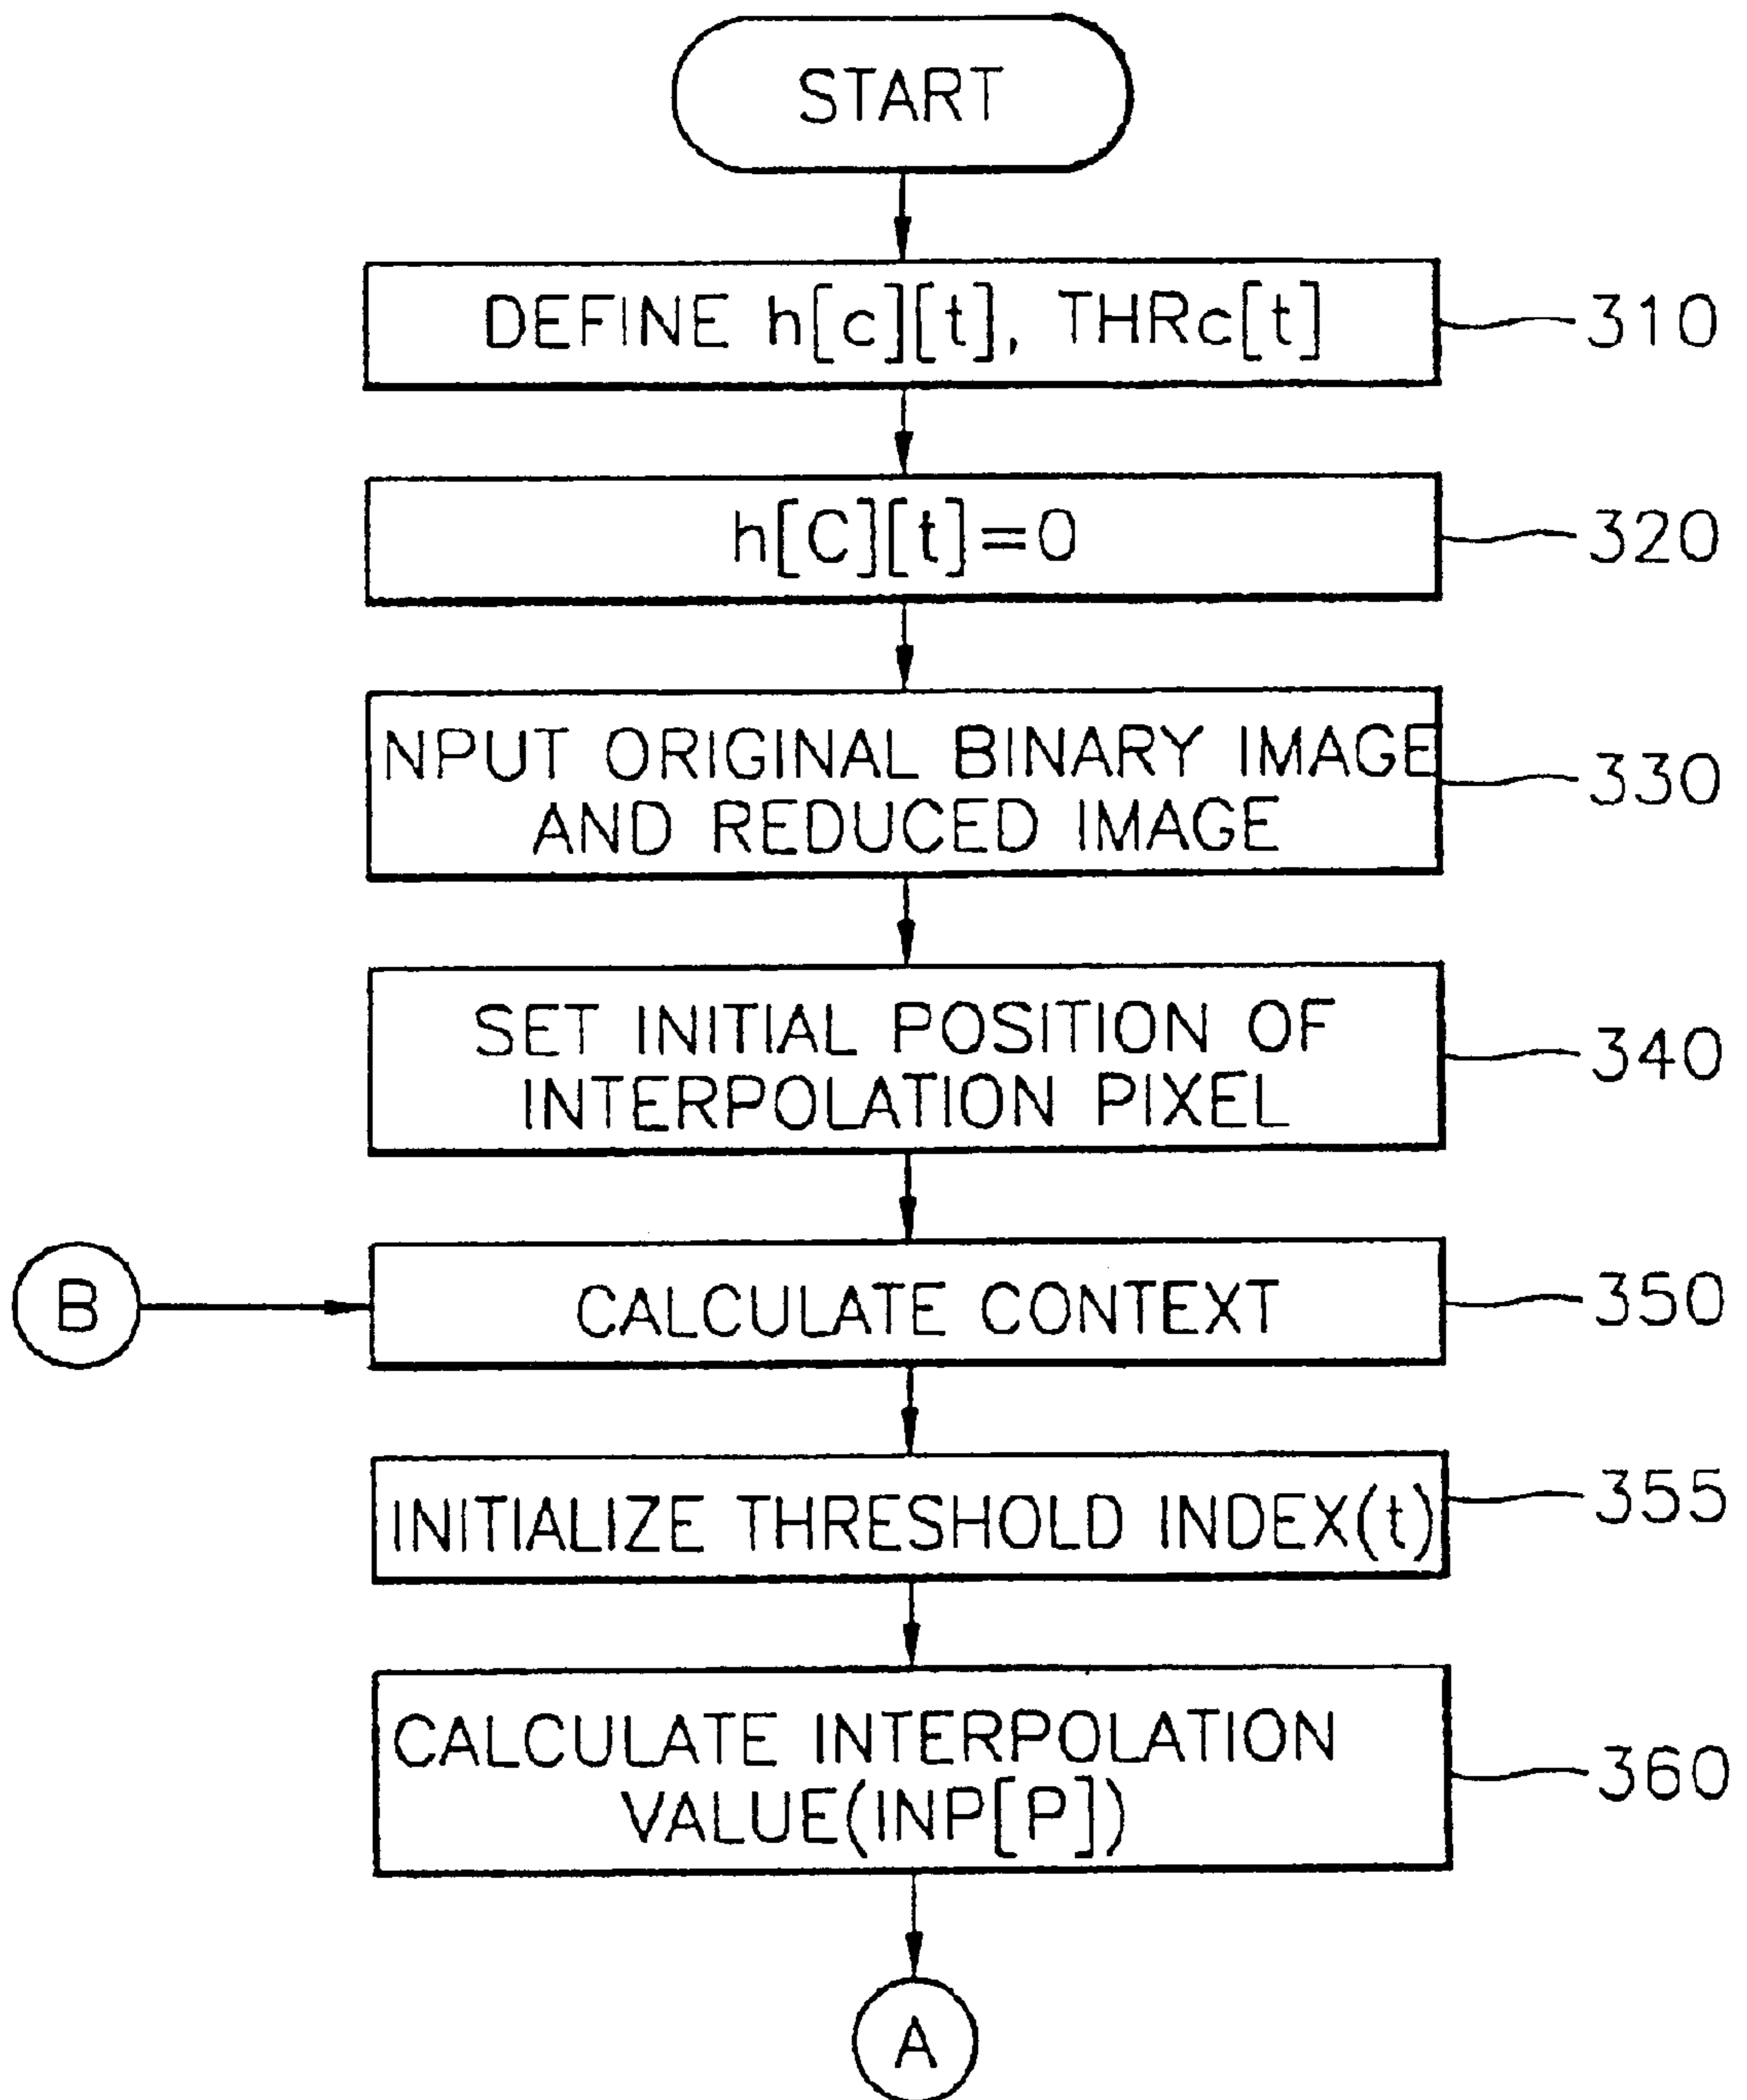 START
DEFINE h[c][t], THRc[t]
310
h[C][t]=0
320
NPUT ORIGINAL BINARY IMAGE
AND REDUCED IMAGE
330
SET INITIAL POSITION OF
INTERPOLATION PIXEL
340
B
CALCULATE CONTEXT
350
INITIALIZE THRESHOLD INDEX(t)
355
CALCULATE INTERPOLATION
VALUE(INP[P])
360
A